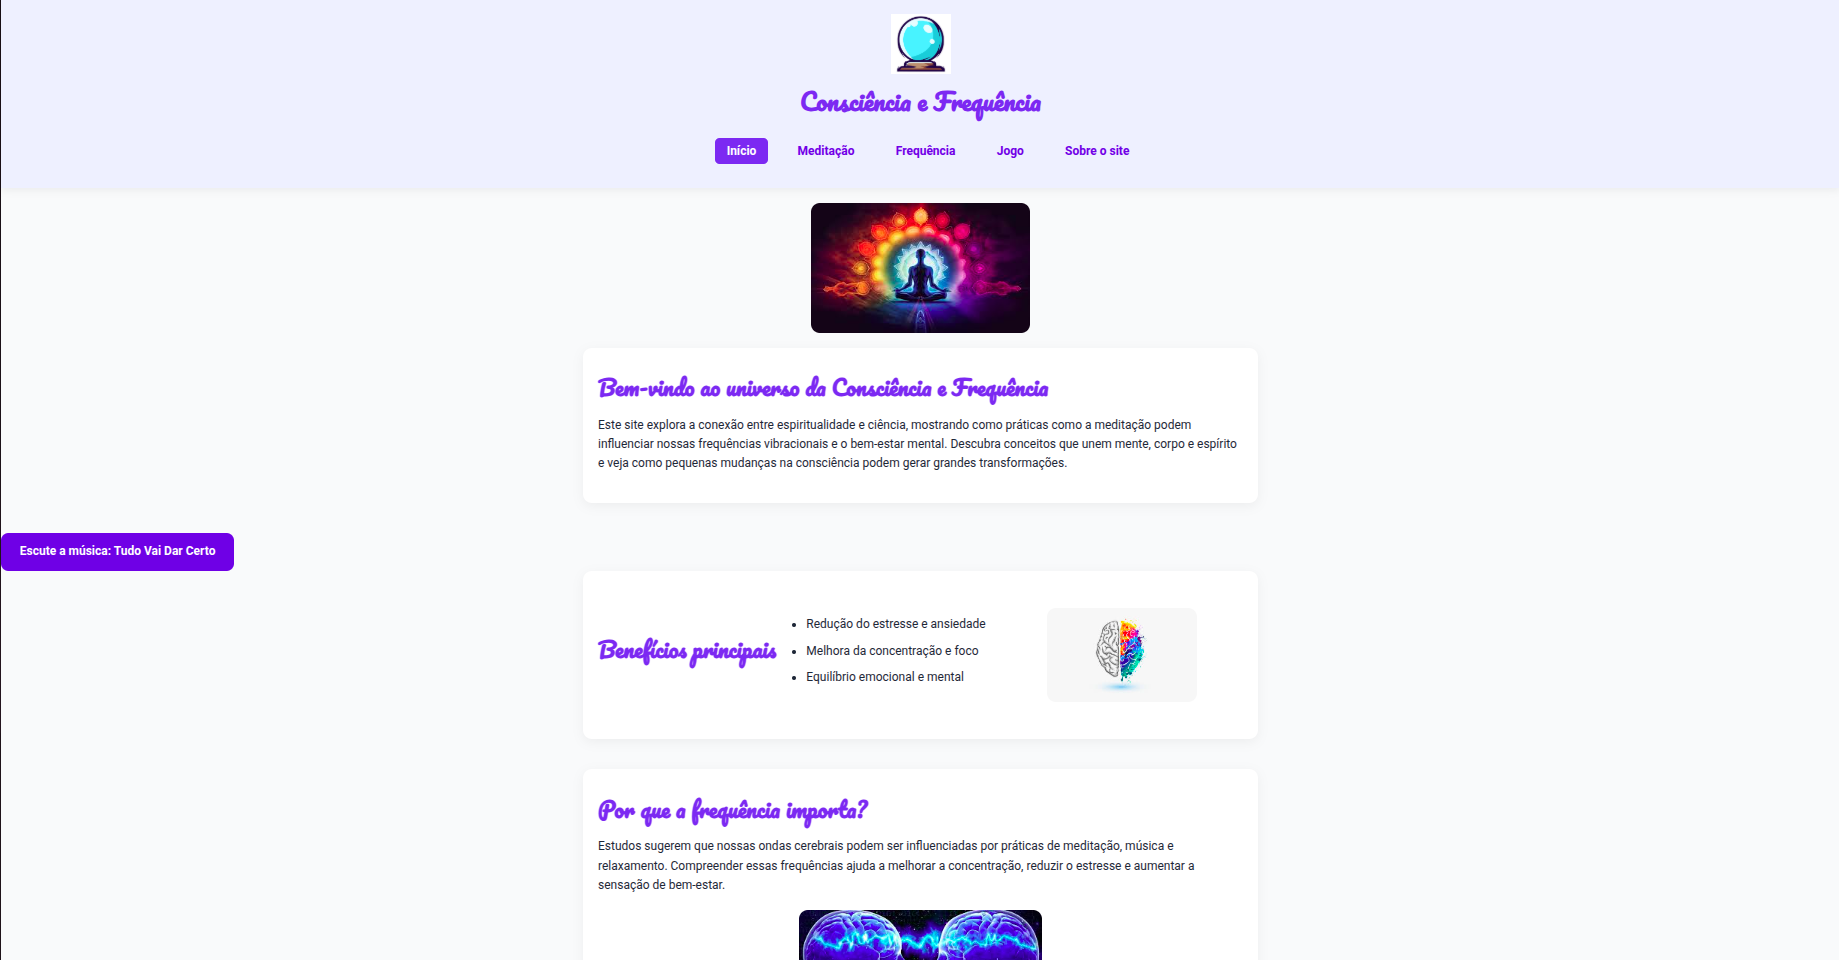 Consciência e Frequência
Início Meditação Frequência Jogo Sobre o site
Bem-vindo ao universo da Consciência e Frequência
Este site explora a conexão entre espiritualidade e ciência, mostrando como práticas como a meditação podem
influenciar nossas frequências vibracionais e o bem-estar mental. Descubra conceitos que unem mente, corpo e espírito
e veja como pequenas mudanças na consciência podem gerar grandes transformações.
Escute a música: Tudo Vai Dar Certo
Benefícios principais
Redução do estresse e ansiedade
Melhora da concentração e foco
Equilíbrio emocional e mental
Por que a frequência importa?
Estudos sugerem que nossas ondas cerebrais podem ser influenciadas por práticas de meditação, música e
relaxamento. Compreender essas frequências ajuda a melhorar a concentração, reduzir o estresse e aumentar a
sensação de bem-estar.